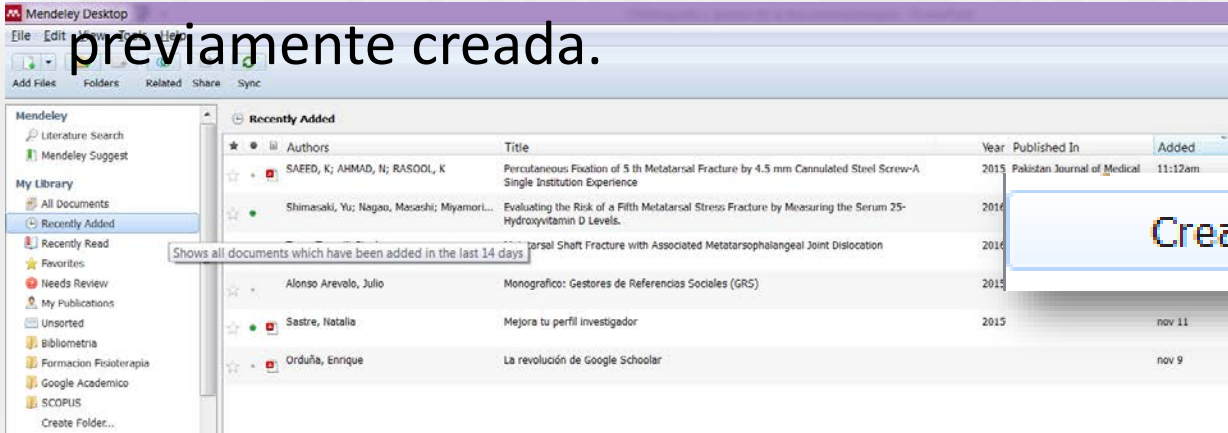 Mendeley Desktop
File Edit View Tools Help
previamente creada.
Add Files Folders Related Share Sync
Mendeley
Literature Search
Mendeley Suggest
My Library
All Documents
Recently Added
Recently Read
Favorites
Needs Review
My Publications
Unsorted
Bibliometria
Formacion Fisioterapia
Google Academico
SCOPUS
Create Folder...
Shows all documents which have been added in the last 14 days
Recently Added
Authors Title Year Published In Added
SAEED, K; AHMAD, N; RASOOL, K Percutaneous Fixation of 5 th Metatarsal Fracture by 4.5 mm Cannulated Steel Screw-A 2015 Pakistan Journal of Medical 11:12am
Single Institution Experience
Shimasaki, Yu; Nagao, Masashi; Miyamori... Evaluating the Risk of a Fifth Metatarsal Stress Fracture by Measuring the Serum 25- 2016
Hydroxyvitamin D Levels.
Shaft Fracture with Associated Metatarsophalangeal Joint Dislocation 2016
Alonso Arevalo, Julio Monografico: Gestores de Referencias Sociales (GRS) 2015
Sastre, Natalia Mejora tu perfil investigador 2015 nov 11
Orduña, Enrique La revolución de Google Schoolar nov 9
Crea